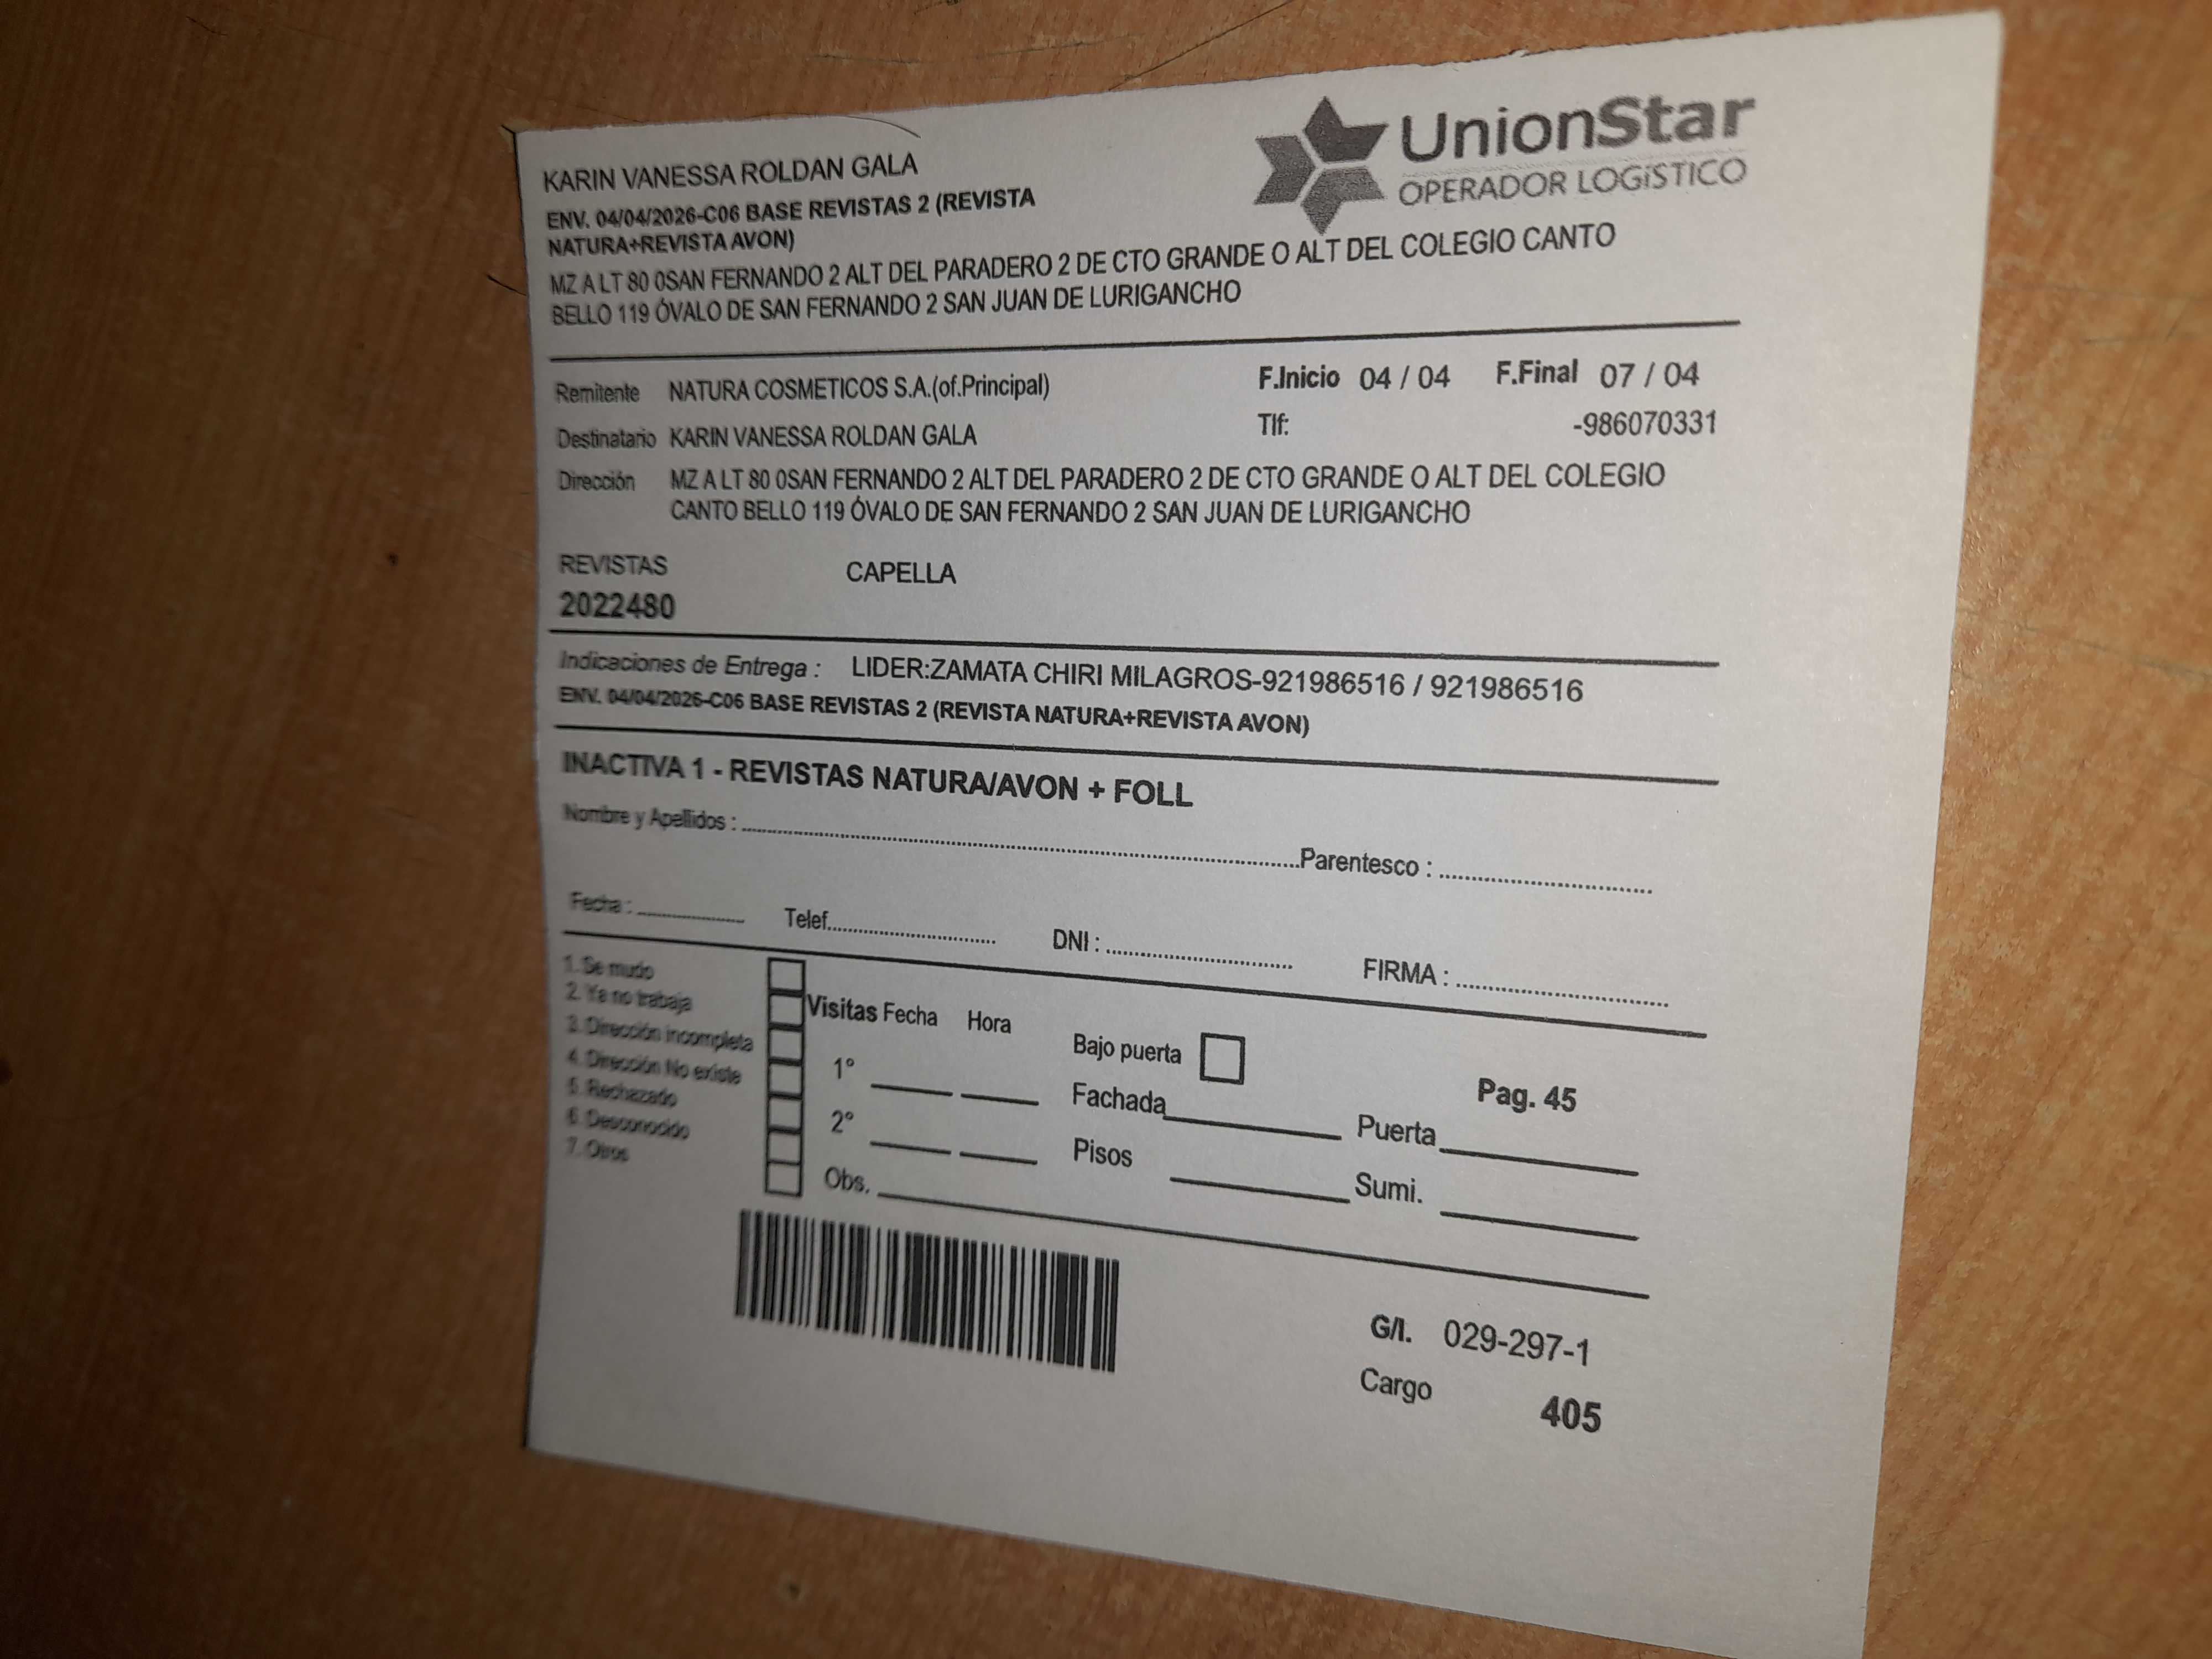 KARIN VANESSA ROLDAN GALA
UnionStar
OPERADOR LOGíSTICO
ENV. 04/04/2026-C06 BASE REVISTAS 2 (REVISTA
NATURA+REVISTA AVON)
MZ A LT 80 0SAN FERNANDO 2 ALT DEL PARADERO 2 DE CTO GRANDE O ALT DEL COLEGIO CANTO
BELLO 119 ÓVALO DE SAN FERNANDO 2 SAN JUAN DE LURIGANCHO
Remitente NATURA COSMETICOS S.A.(of.Principal) F.Inicio 04 / 04 F.Final 07 / 04
Destinatario KARIN VANESSA ROLDAN GALA Tlf: -986070331
Dirección MZ A LT 80 0SAN FERNANDO 2 ALT DEL PARADERO 2 DE CTO GRANDE O ALT DEL COLEGIO
CANTO BELLO 119 ÓVALO DE SAN FERNANDO 2 SAN JUAN DE LURIGANCHO
REVISTAS CAPELLA
2022480
Indicaciones de Entrega : LIDER:ZAMATA CHIRI MILAGROS-921986516 / 921986516
ENV. 04/04/2026-C06 BASE REVISTAS 2 (REVISTA NATURA+REVISTA AVON)
INACTIVA 1 - REVISTAS NATURA/AVON + FOLL
Nombre y Apellidos : Parentesco :
Fecha : Telef. DNI : FIRMA :
1. Se mudo
2. Ya no trabaja
3. Dirección incompleta
4. Dirección No existe
5. Rechazado
6. Desconocido
7. Otros
Visitas Fecha Hora
1°
2°
Obs.
Bajo puerta
Fachada
Pisos
Pag. 45
Puerta
Sumi.
G/I. 029-297-1
Cargo 405